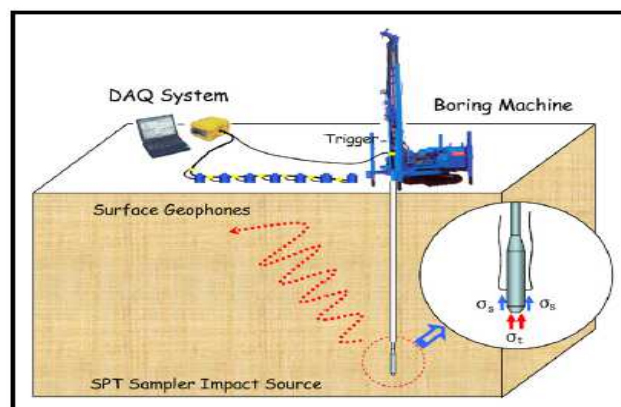 DAQ System
Boring Machine
Trigger
Surface Geophones
σs
σs
σt
SPT Sampler Impact Source